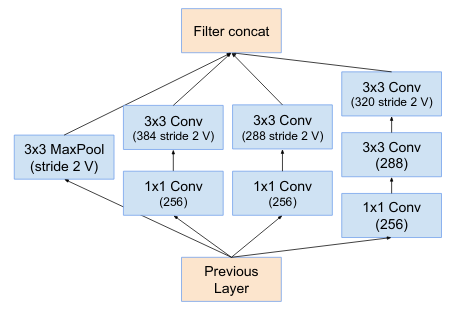 Filter concat
3x3 MaxPool
(stride 2 V)
3x3 Conv
(384 stride 2 V)
1x1 Conv
(256)
3x3 Conv
(288 stride 2 V)
1x1 Conv
(256)
3x3 Conv
(320 stride 2 V)
3x3 Conv
(288)
1x1 Conv
(256)
Previous
Layer